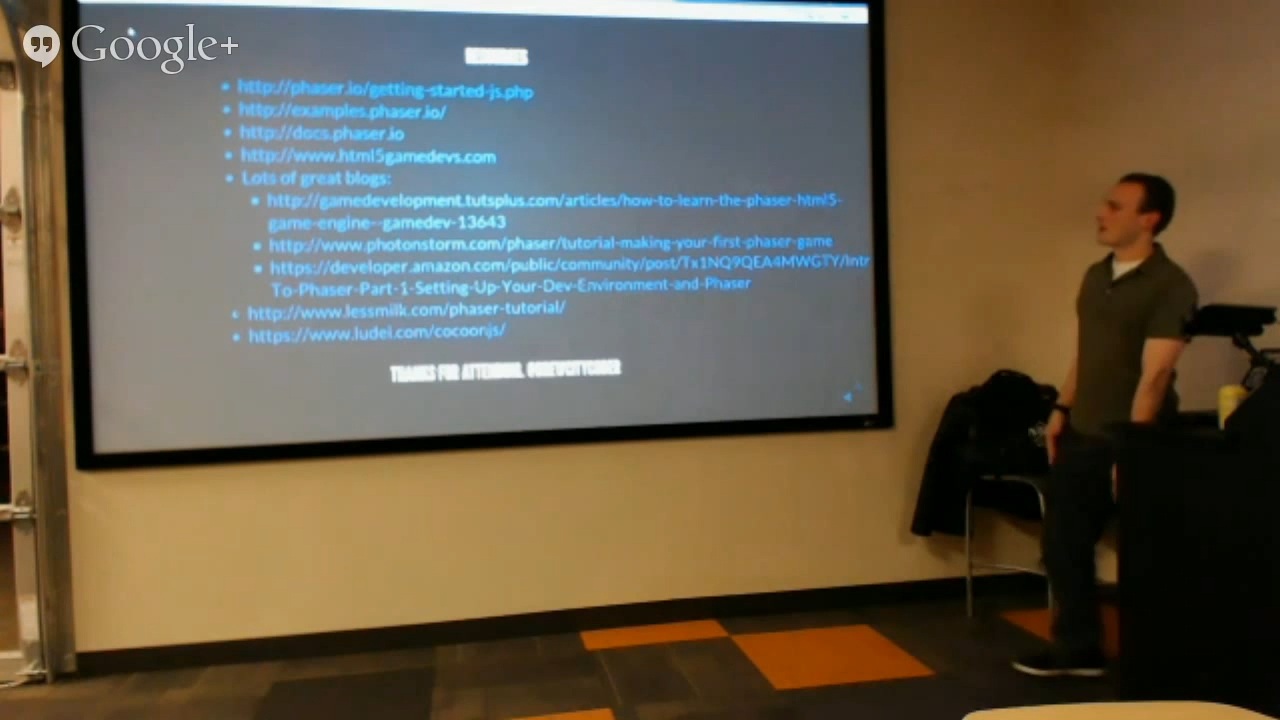 Google+
http://phaser.io/getting-started-js.php
http://examples.phaser.io/
http://docs.phaser.io
http://www.html5gamedevs.com
Lots of great blogs:
http://gamedevelopment.tutsplus.com/articles/how-to-learn-the-phaser-html5-
game-engine--gamedev-13643
http://www.photonstorm.com/phaser/tutorial-making-your-first-phaser-game
https://developer.amazon.com/public/community/post/Tx1NQ9QEA4MWGTY/Intr
To-Phaser-Part-1-Setting-Up-Your-Dev-Environment-and-Phaser
http://www.lessmilk.com/phaser-tutorial/
https://www.ludei.com/cocoonjs/
THANKS FOR ATTENDING.